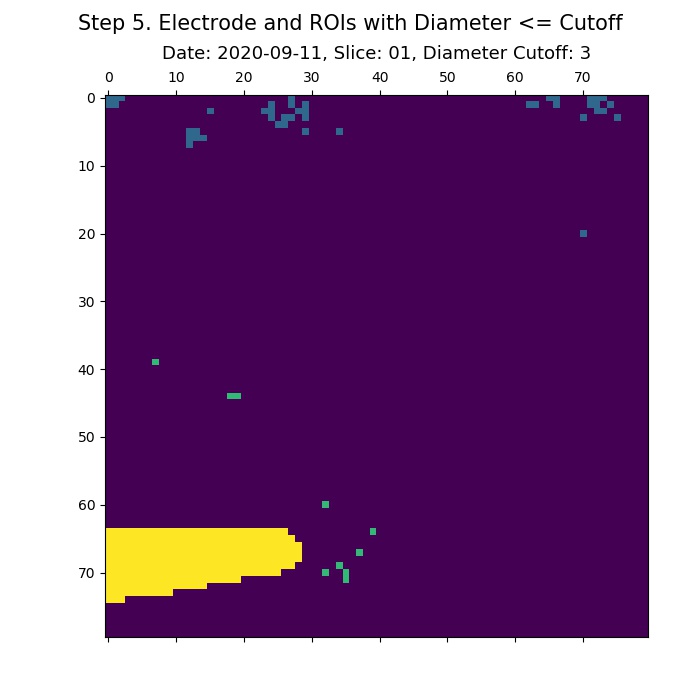 Step 5. Electrode and ROIs with Diameter <= Cutoff
Date: 2020-09-11, Slice: 01, Diameter Cutoff: 3
0 10 20 30 40 50 60 70
0
10
20
30
40
50
60
70